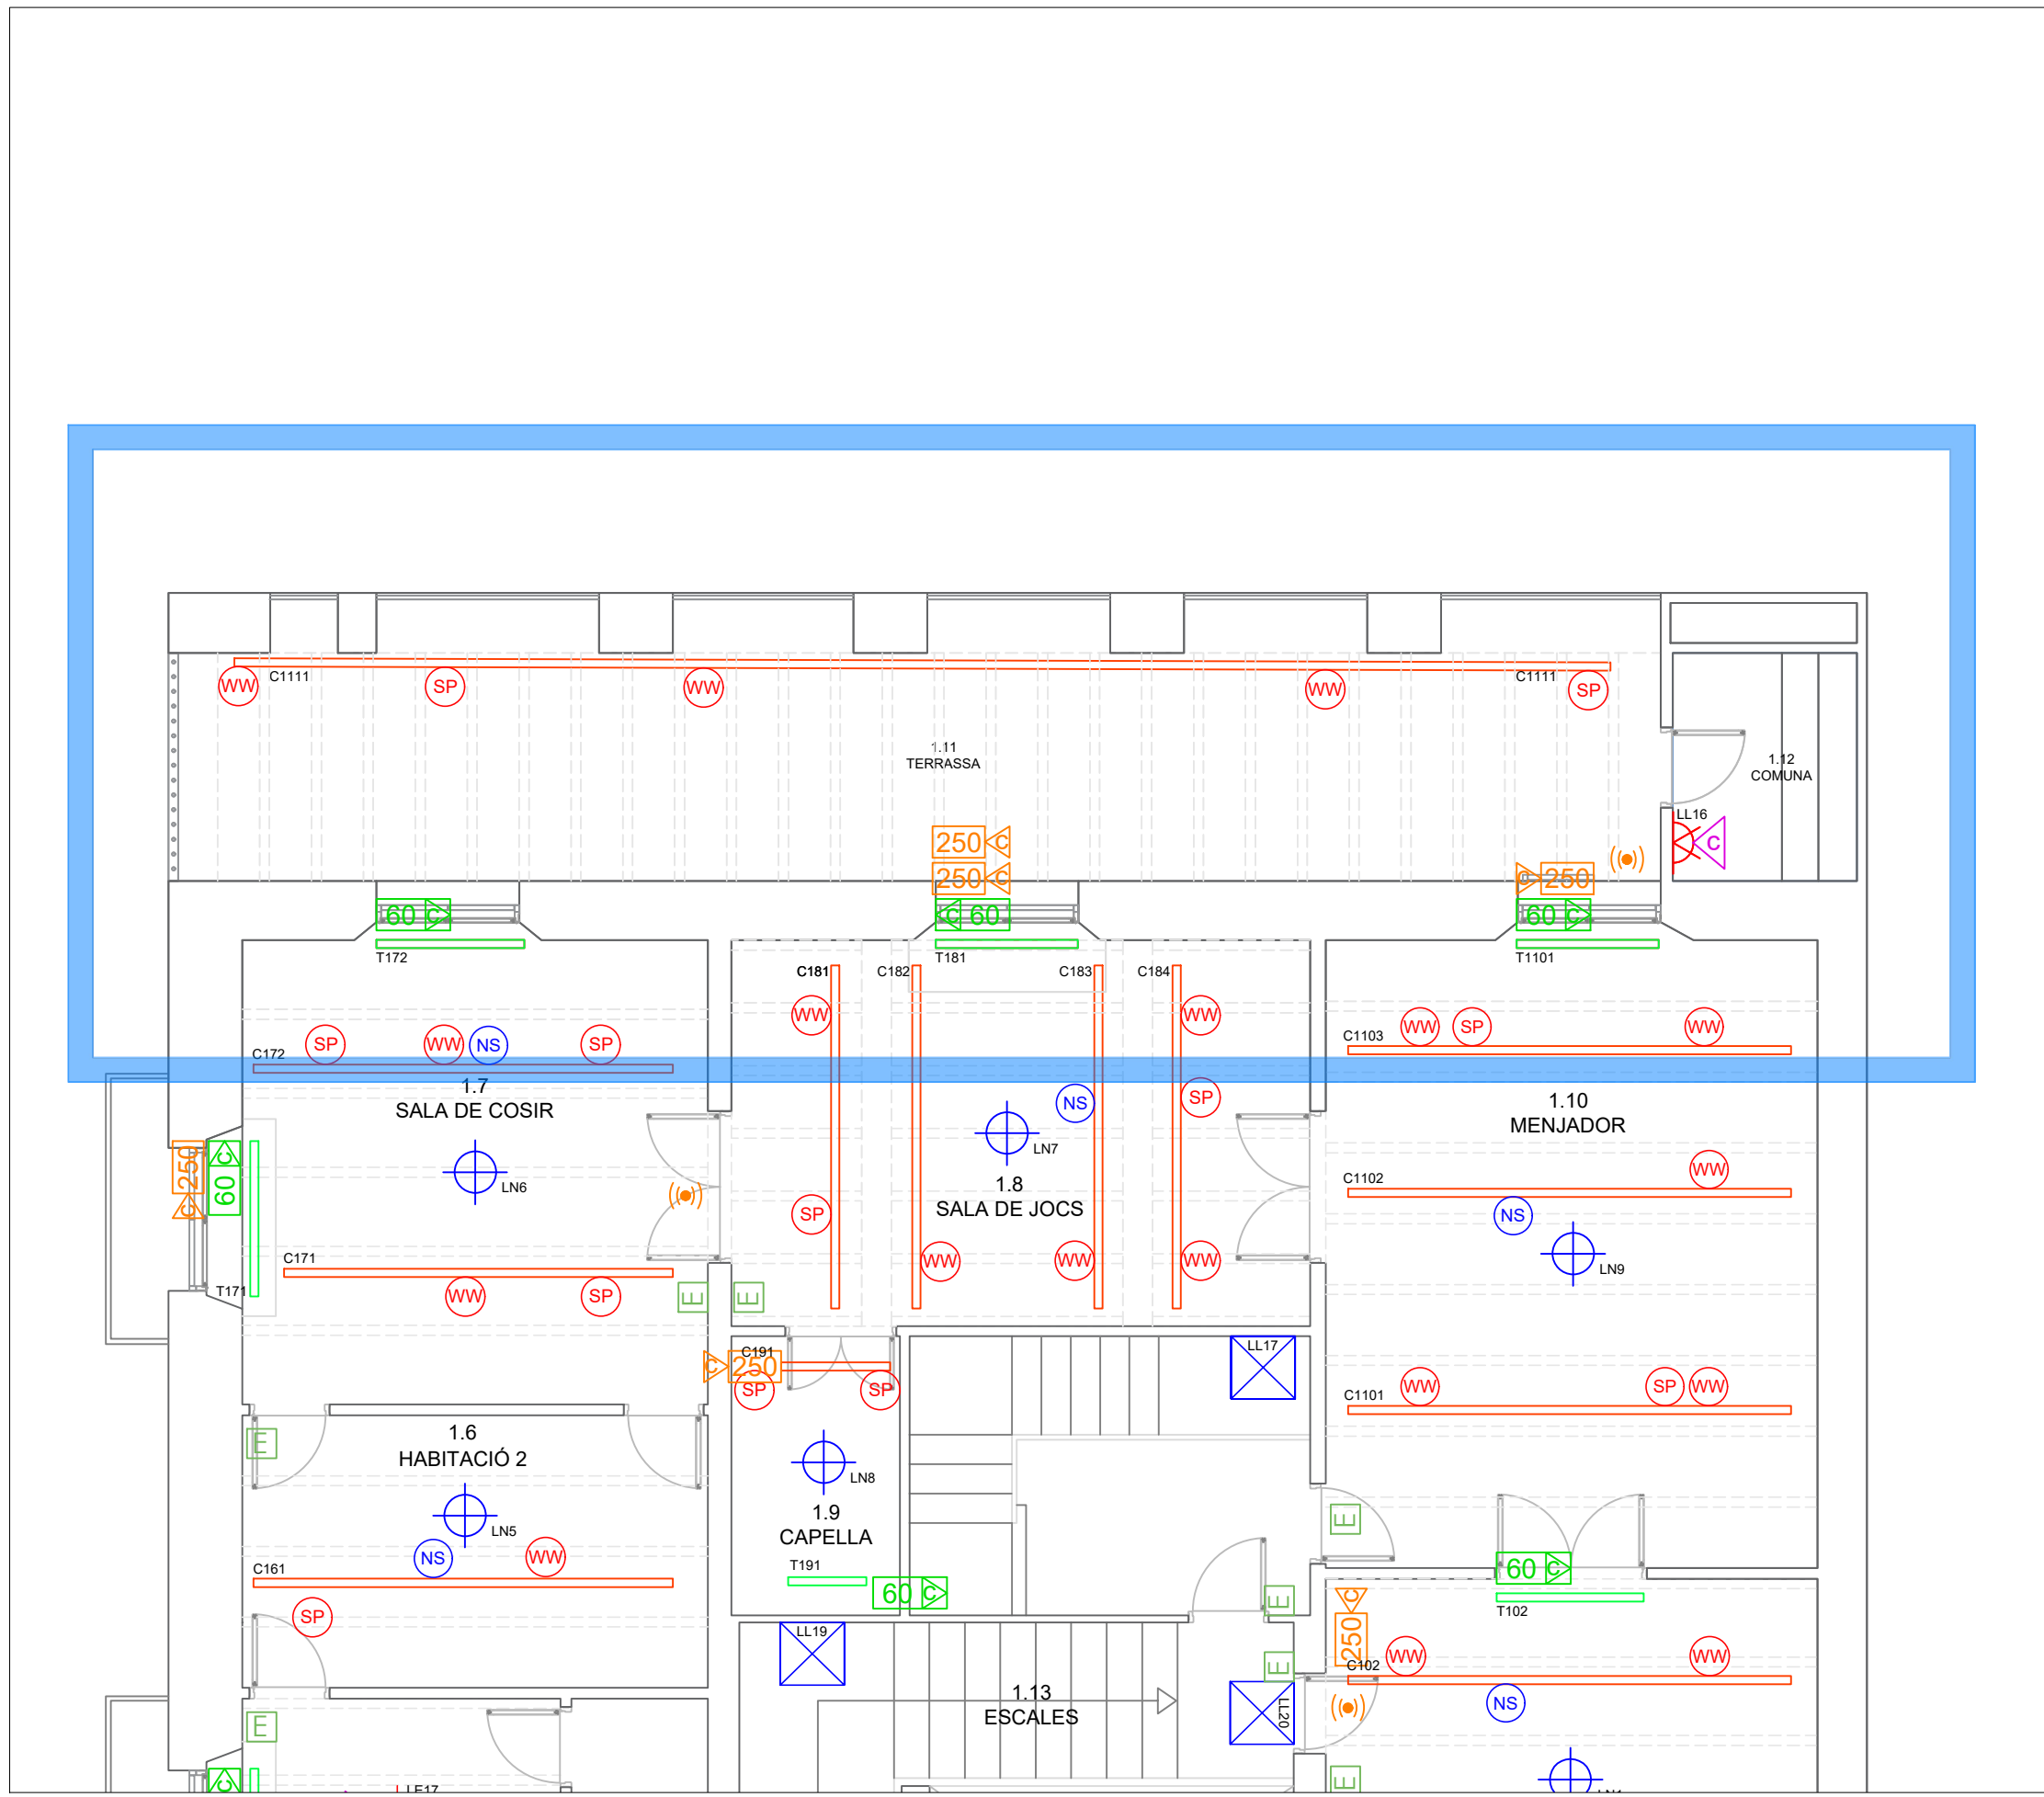 WW
C1111
SP
WW
WW
C1111
SP
1.11
TERRASSA
1.12
COMUNA
LL16
C
250 C
250 C
C 250
60 C
C 60
60 C
T172
T181
T1101
C181
C182
C183
C184
WW
WW
C172
SP
WW
NS
SP
C1103
WW
SP
WW
1.7
SALA DE COSIR
NS
SP
1.10
MENJADOR
LN6
LN7
1.8
SALA DE JOCS
C1102
WW
NS
LN9
250 C
60 C
T171
C171
WW
SP
SP
WW
WW
WW
E
E
C 250
C191
SP
SP
LL17
C1101
WW
SP
WW
1.6
HABITACIÓ 2
E
LN5
NS
WW
C161
SP
LN8
1.9
CAPELLA
T191
60 C
E
E
E
60 C
T102
250 C
WW
WW
C102
NS
LL19
LL20
1.13
ESCALES
E
E
C
LE17